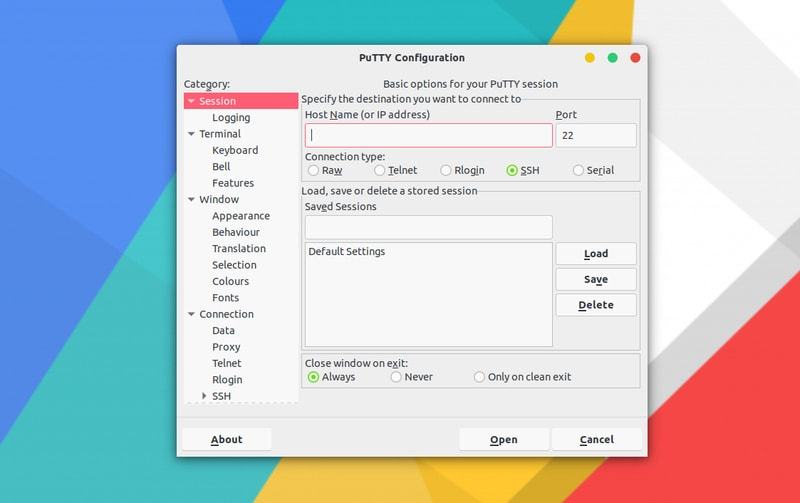 PuTTY Configuration
Category:
Session
Logging
Terminal
Keyboard
Bell
Features
Window
Appearance
Behaviour
Translation
Selection
Colours
Fonts
Connection
Data
Proxy
Telnet
Rlogin
SSH
Basic options for your PuTTY session
Specify the destination you want to connect to
Host Name (or IP address) Port
22
Connection type:
Raw Telnet Rlogin SSH Serial
Load, save or delete a stored session
Saved Sessions
Default Settings
Load
Save
Delete
Close window on exit:
Always Never Only on clean exit
About Open Cancel